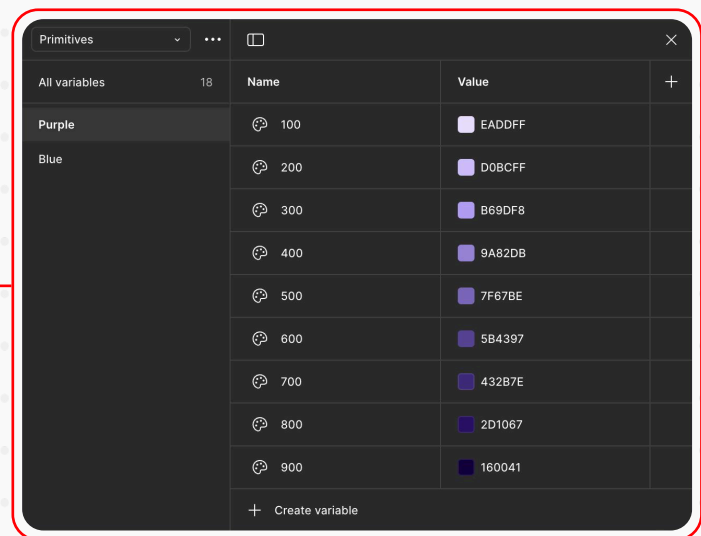 Primitives
All variables 18
Purple
Blue
Name Value
100 EADDFF
200 D0BCFF
300 B69DF8
400 9A82DB
500 7F67BE
600 5B4397
700 432B7E
800 2D1067
900 160041
Create variable